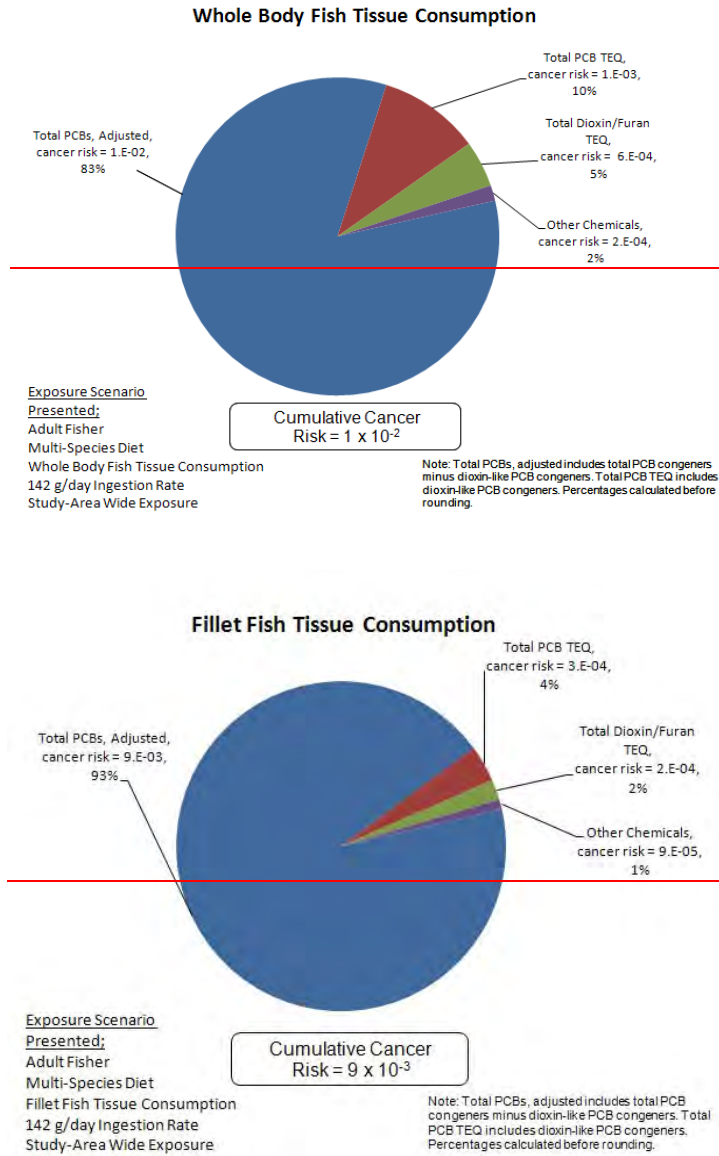 Whole Body Fish Tissue Consumption
Total PCB TEQ,
cancer risk = 1.E-03,
10%
Total PCBs, Adjusted,
cancer risk = 1.E-02,
83%
Total Dioxin/Furan
TEQ,
cancer risk = 6.E-04,
5%
Other Chemicals,
cancer risk = 2.E-04,
2%
Exposure Scenario
Presented;
Adult Fisher
Multi-Species Diet
Whole Body Fish Tissue Consumption
142 g/day Ingestion Rate
Study-Area Wide Exposure
Cumulative Cancer
Risk = 1 x 10-2
Note: Total PCBs, adjusted includes total PCB congeners
minus dioxin-like PCB congeners. Total PCB TEQ includes
dioxin-like PCB congeners. Percentages calculated before
rounding.
Fillet Fish Tissue Consumption
Total PCB TEQ,
cancer risk = 3.E-04,
4%
Total PCBs, Adjusted,
cancer risk = 9.E-03,
93%
Total Dioxin/Furan
TEQ,
cancer risk = 2.E-04,
2%
Other Chemicals,
cancer risk = 9.E-05,
1%
Exposure Scenario
Presented;
Adult Fisher
Multi-Species Diet
Fillet Fish Tissue Consumption
142 g/day Ingestion Rate
Study-Area Wide Exposure
Cumulative Cancer
Risk = 9 x 10-3
Note: Total PCBs, adjusted includes total PCB
congeners minus dioxin-like PCB congeners. Total
PCB TEQ includes dioxin-like PCB congeners.
Percentages calculated before rounding.